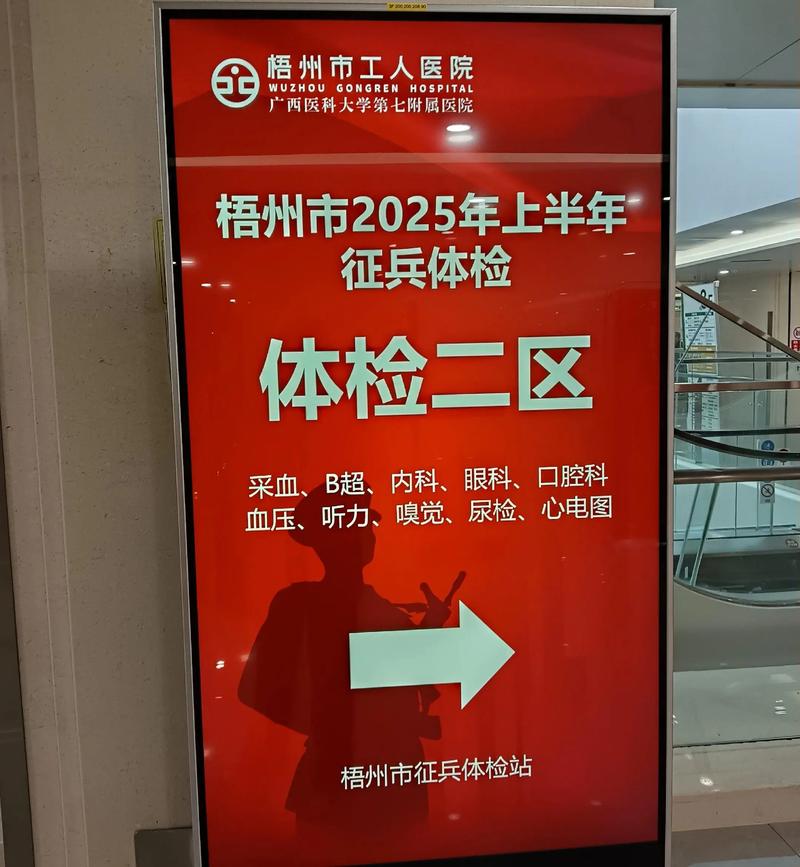 梧州市工人医院
WUZHOU GONGREN HOSPITAL
广西医科大学第七附属医院
梧州市2025年上半年
征兵体检
体检二区
采血、B超、内科、眼科、口腔科
血压、听力、嗅觉、尿检、心电图
梧州市征兵体检站